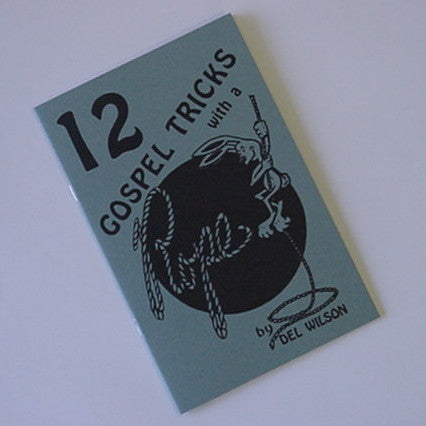 12
GOSPEL TRICKS
with a
Rope
by
DEL WILSON